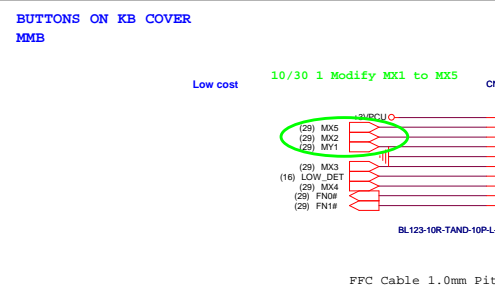 BUTTONS ON KB COVER
MMB
10/30 1 Modify MX1 to MX5
Low cost
+3VPCU
(29) MX5
(29) MX2
(29) MY1
(29) MX3
(16) LOW_DET
(29) MX4
(29) FN0#
(29) FN1#
BL123-10R-TAND-10P-L-
FFC Cable 1.0mm Pit